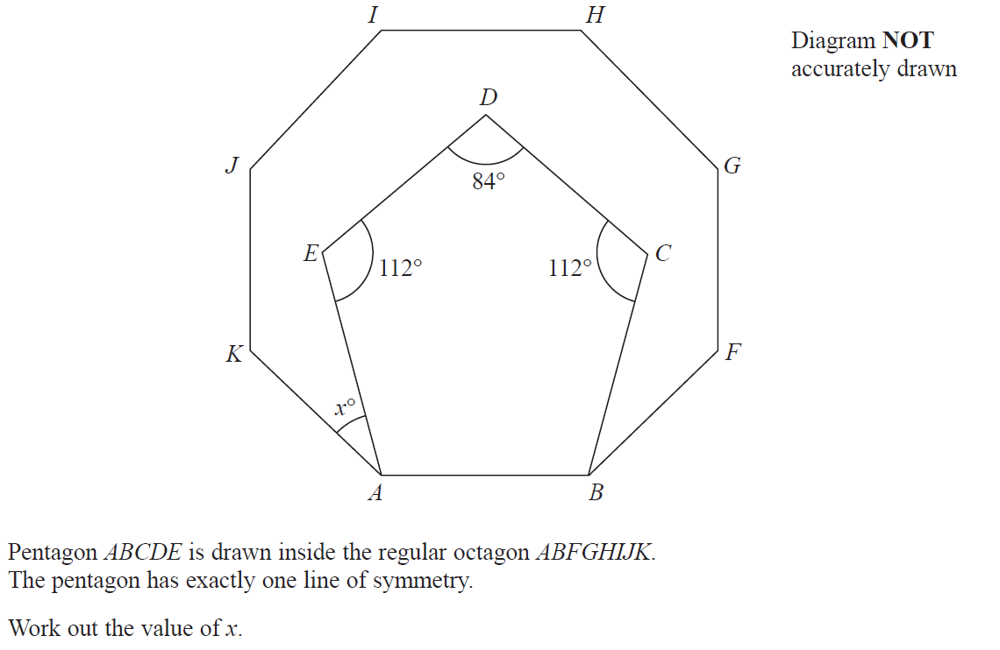 I H
Diagram NOT
accurately drawn
D
J G
84°
E C
112° 112°
K F
x°
A B
Pentagon ABCDE is drawn inside the regular octagon ABFGHIJK.
The pentagon has exactly one line of symmetry.
Work out the value of x.